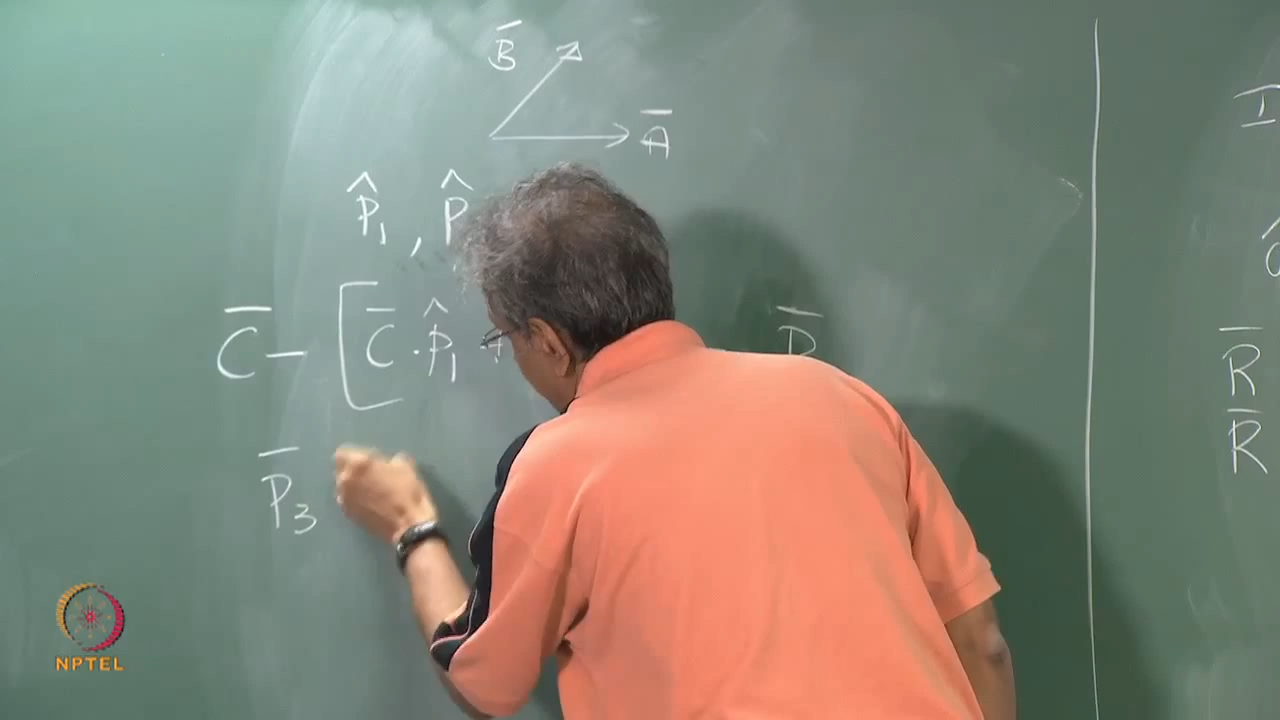 B̄
Ā
P̂₁, P̂
C̄ - [C̄ · P̂₁ +
P̄₃
R̄
R̄
NPTEL